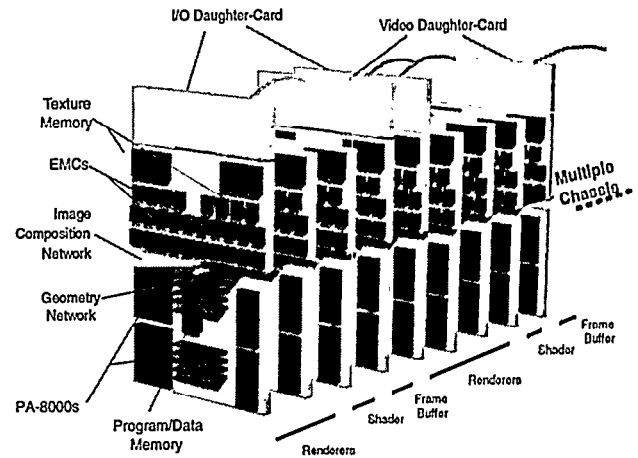 I/O Daughter-Card
Video Daughter-Card
Texture
Memory
EMCs
Image
Composition
Network
Geometry
Network
PA-8000s
Program/Data
Memory
Multiple
Chassis
Renderers
Shader
Frame
Buffer
Renderers
Shader
Frame
Buffer